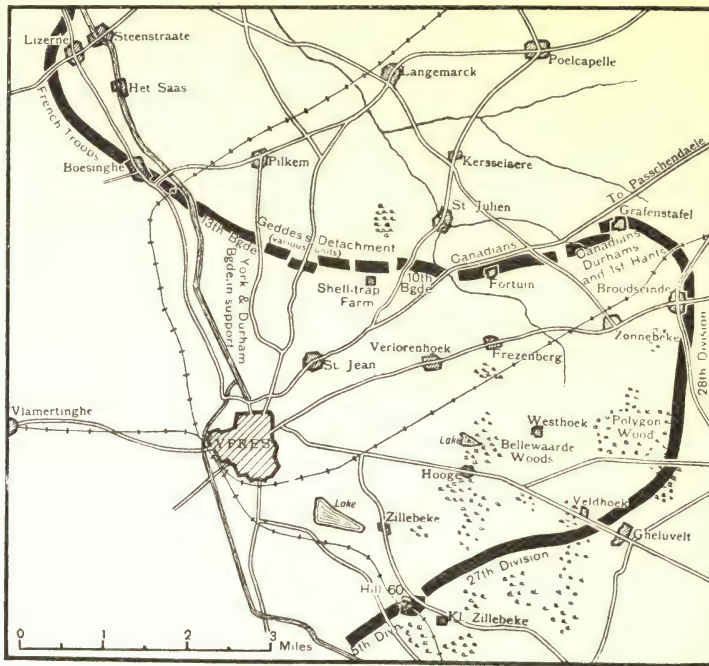 Lizerne
Steenstraate
Langemarck
Poelcapelle
Het Saas
French Troops
Boesinghe
Pilkem
Kersselaere
To Passchendaele
St Julien
Grafenstafel
13th Bgde
Geddes's Detachment
(various units)
Canadians
Canadians
Durhams
and 1st Hants
York & Durham
Bgde. in support
Shell-trap
Farm
10th
Bgde
Fortuin
Broodseinde
Zonnebeke
28th Division
St. Jean
Verlorenhoek
Frezenberg
Vlamertinghe
YPRES
Westhoek
Polygon
Wood
Lake
Bellewaarde
Woods
Hooge
Lake
Veldhoek
Zillebeke
Gheluvelt
27th Division
Hill 60
Kl. Zillebeke
5th Divn
0 1 2 3 Miles